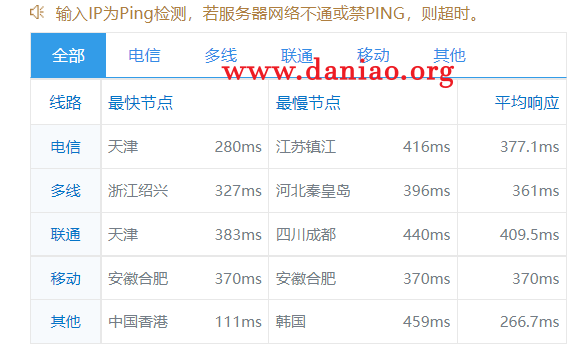 输入IP为Ping检测，若服务器网络不通或禁PING，则超时。
全部 电信 多线 联通 移动 其他
www.daniao.org
线路 最快节点 最慢节点 平均响应
电信 天津 280ms 江苏镇江 416ms 377.1ms
多线 浙江绍兴 327ms 河北秦皇岛 396ms 361ms
联通 天津 383ms 四川成都 440ms 409.5ms
移动 安徽合肥 370ms 安徽合肥 370ms 370ms
其他 中国香港 111ms 韩国 459ms 266.7ms